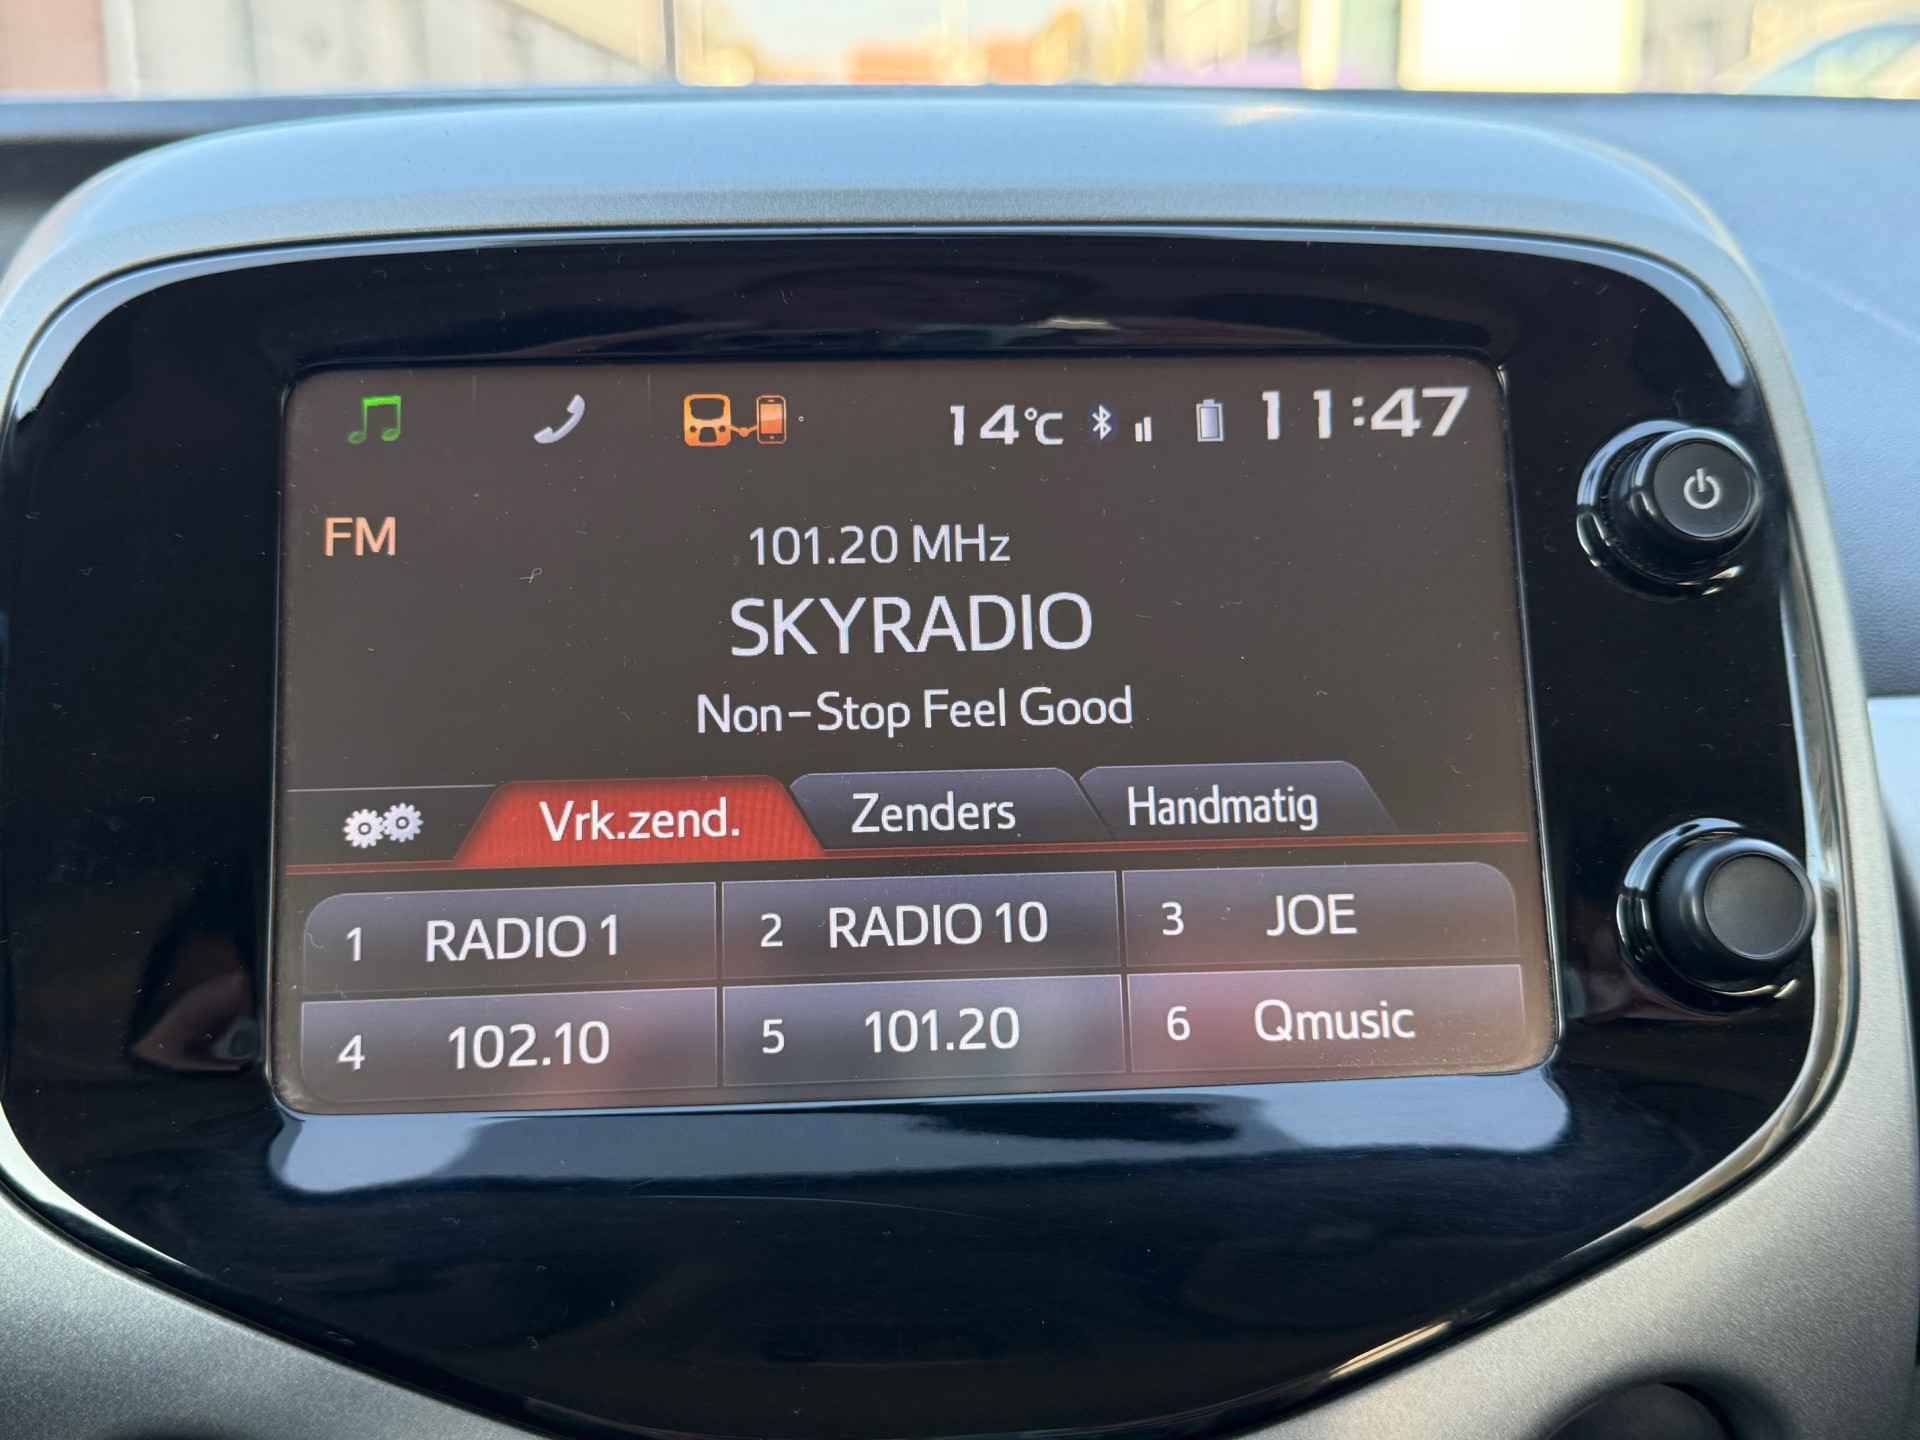 14°C 11:47
FM
101.20 MHz
SKYRADIO
Non-Stop Feel Good
Vrk.zend. Zenders Handmatig
1 RADIO 1 2 RADIO 10 3 JOE
4 102.10 5 101.20 6 Qmusic